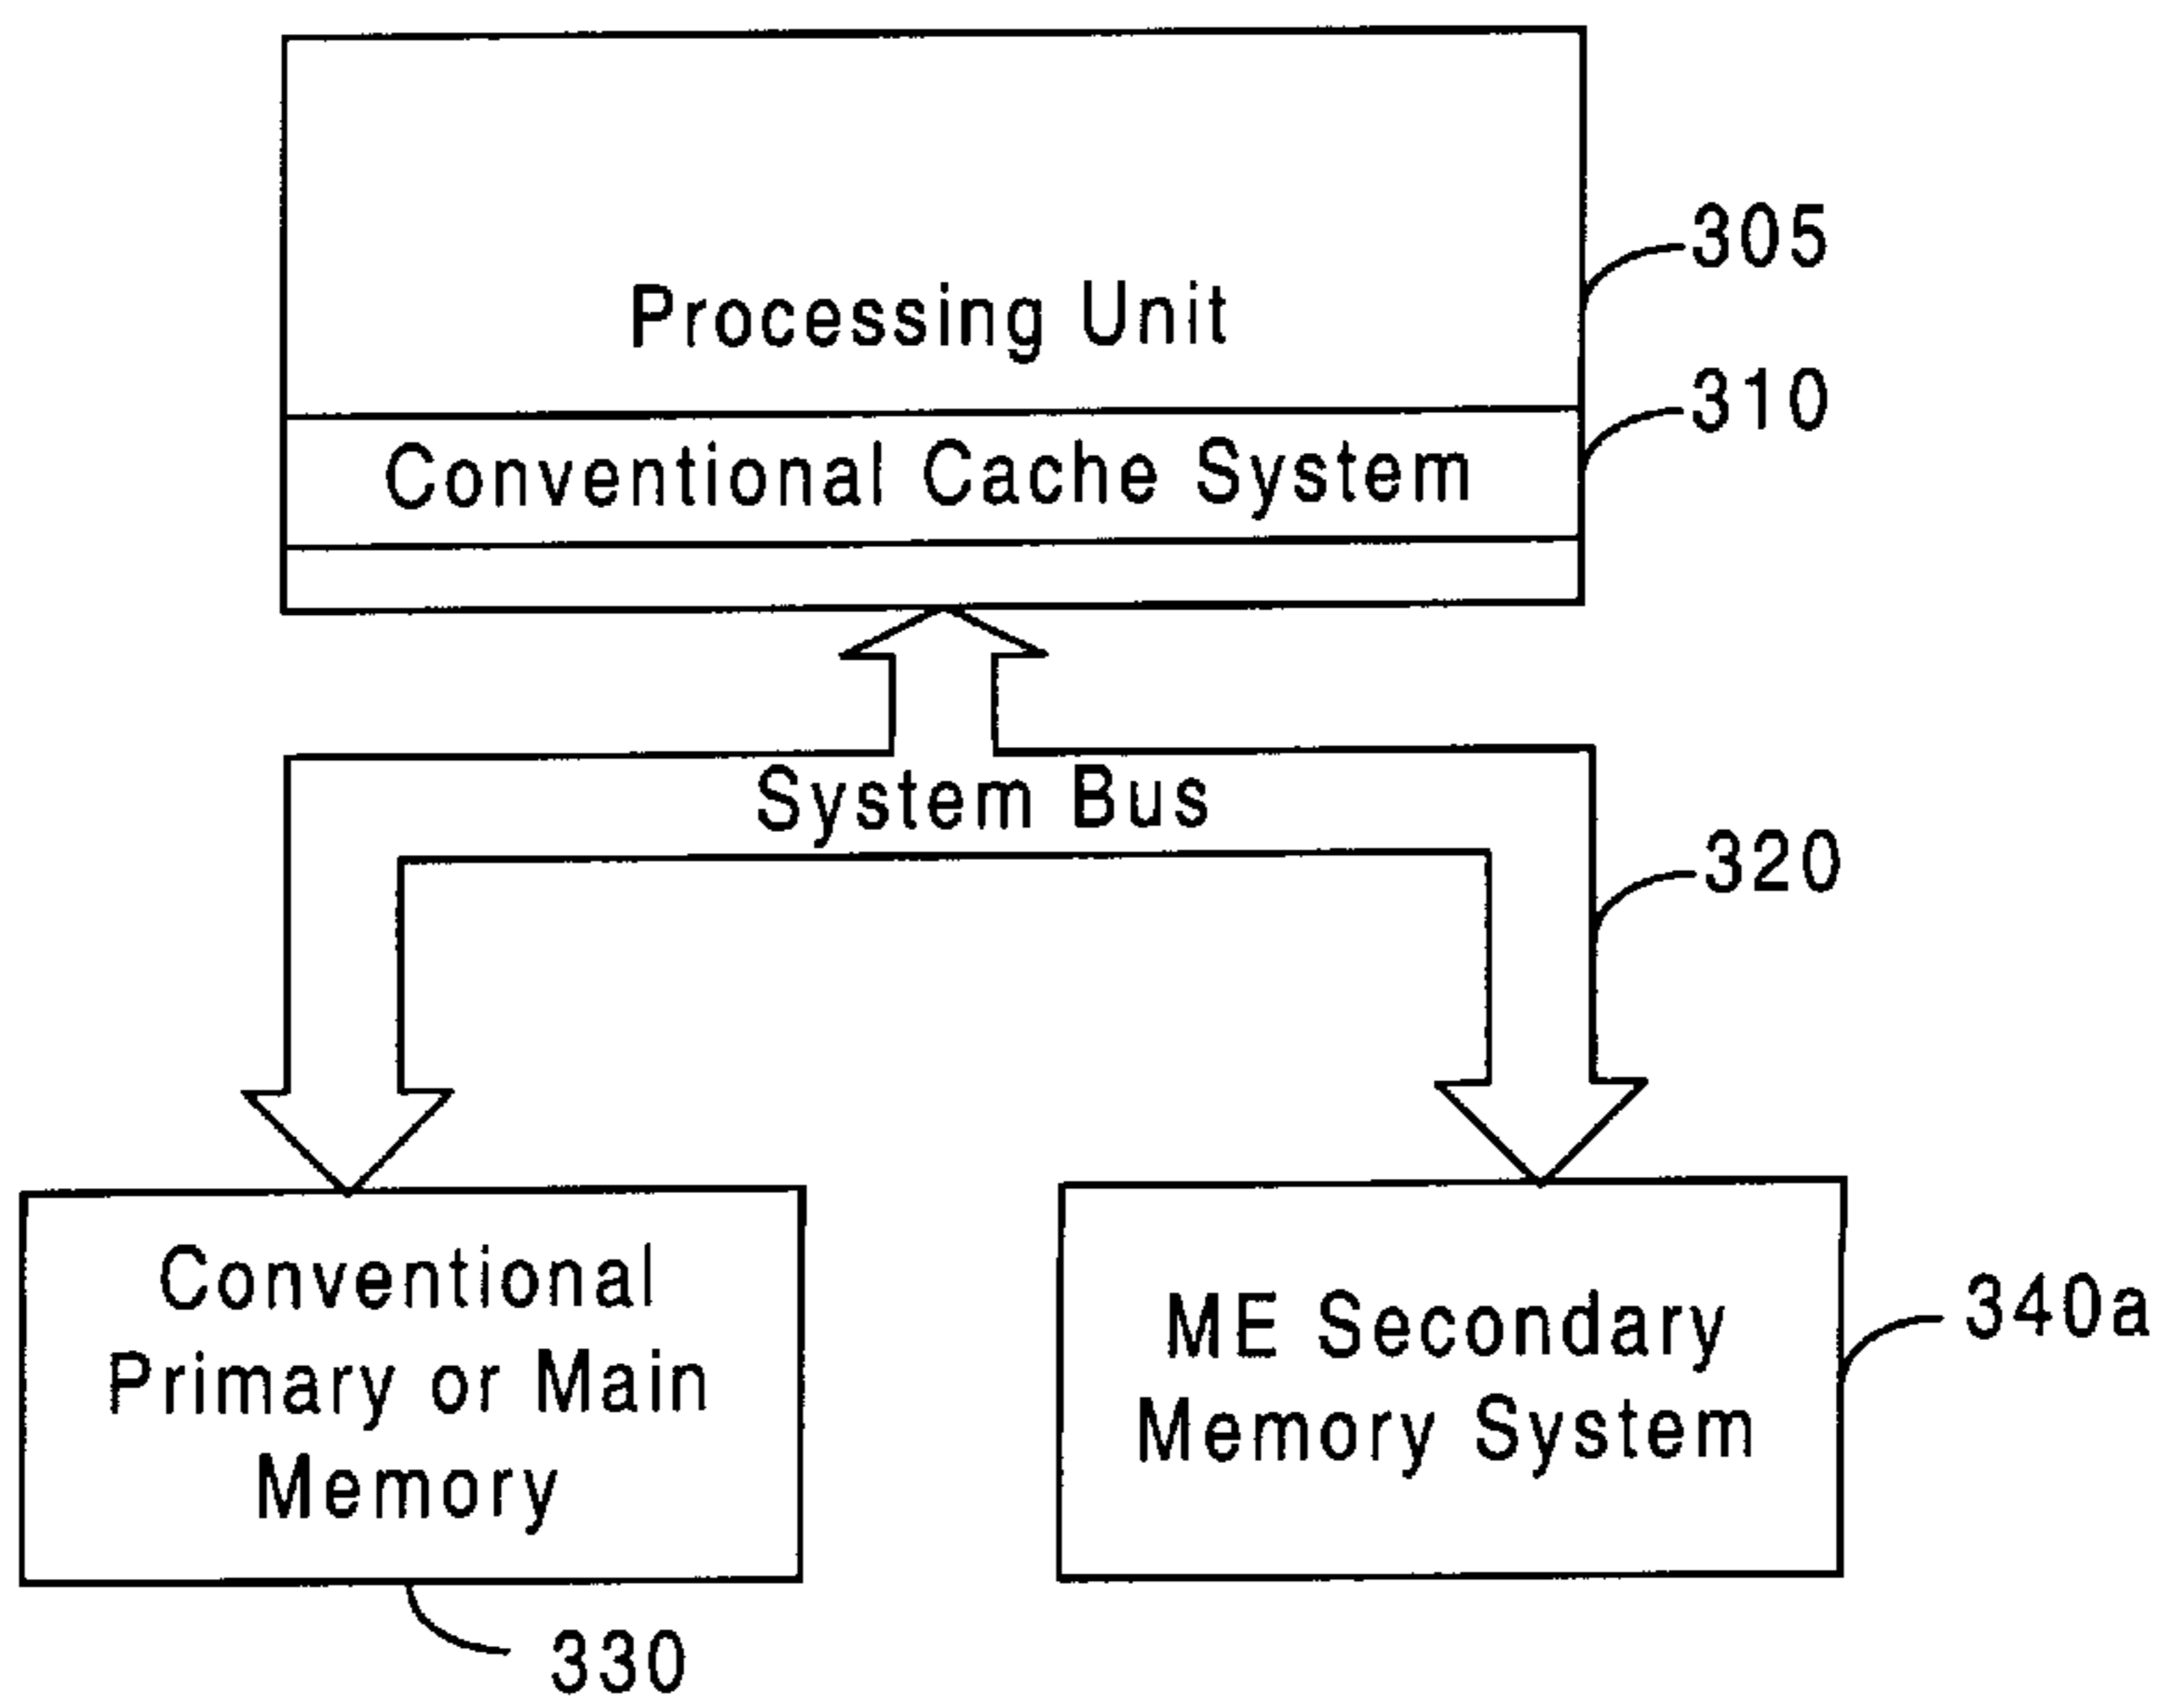 305
Processing Unit
310
Conventional Cache System
System Bus
320
Conventional
Primary or Main
Memory
330
ME Secondary
Memory System
340a